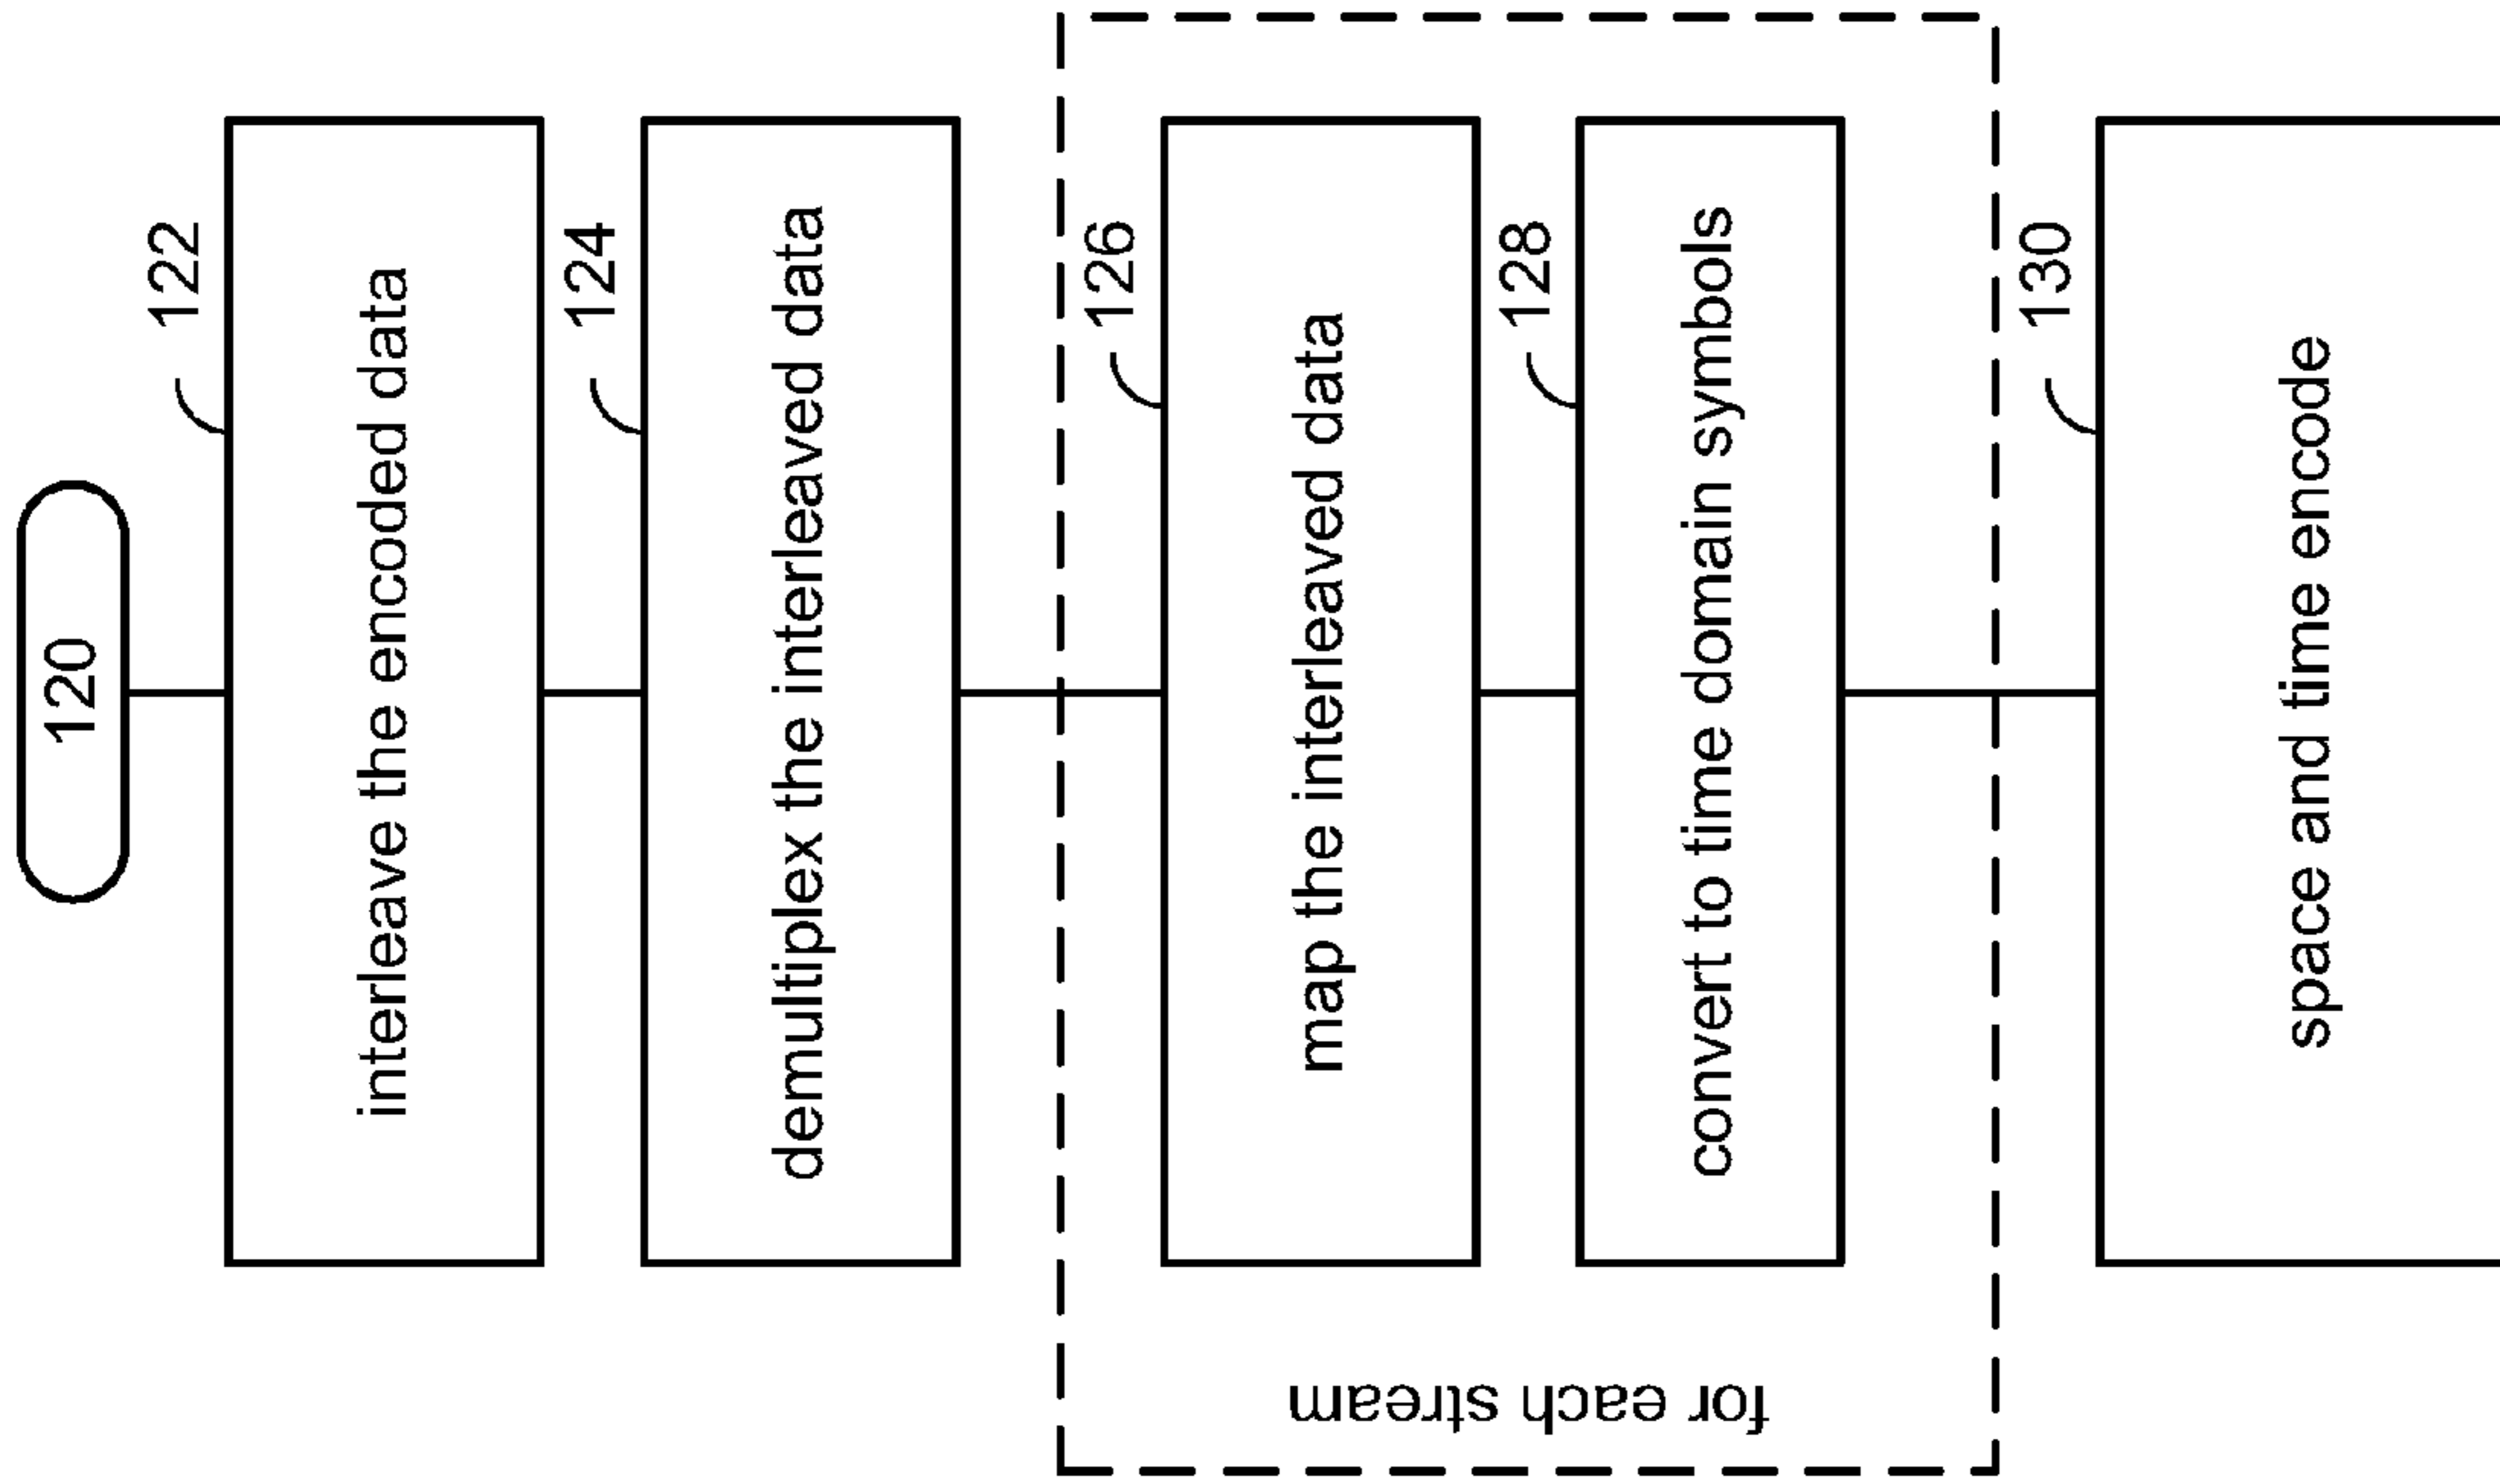 120
122
interleave the encoded data
124
demultiplex the interleaved data
for each stream
126
map the interleaved data
128
convert to time domain symbols
130
space and time encode